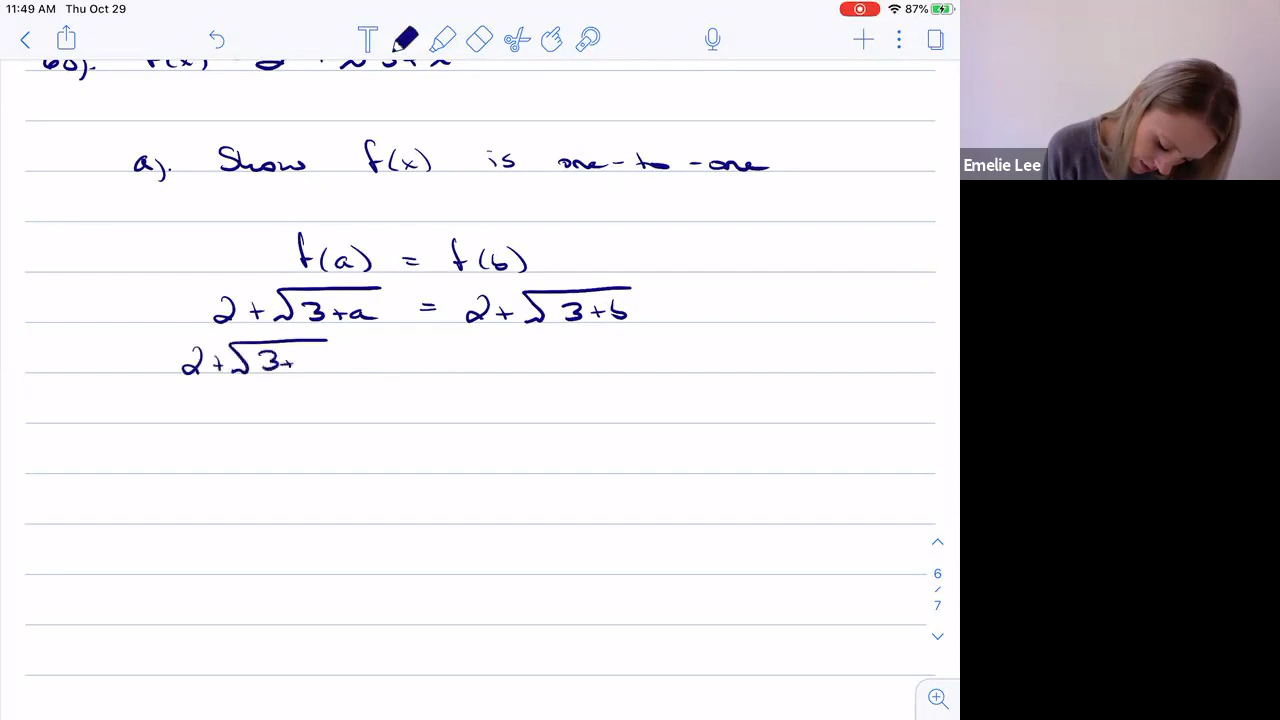 11:49 AM Thu Oct 29
87%
T
a). Show f(x) is one-to-one
f(a) = f(b)
2+√3+a = 2+√3+b
2+√3+
6
/
7
Emelie Lee